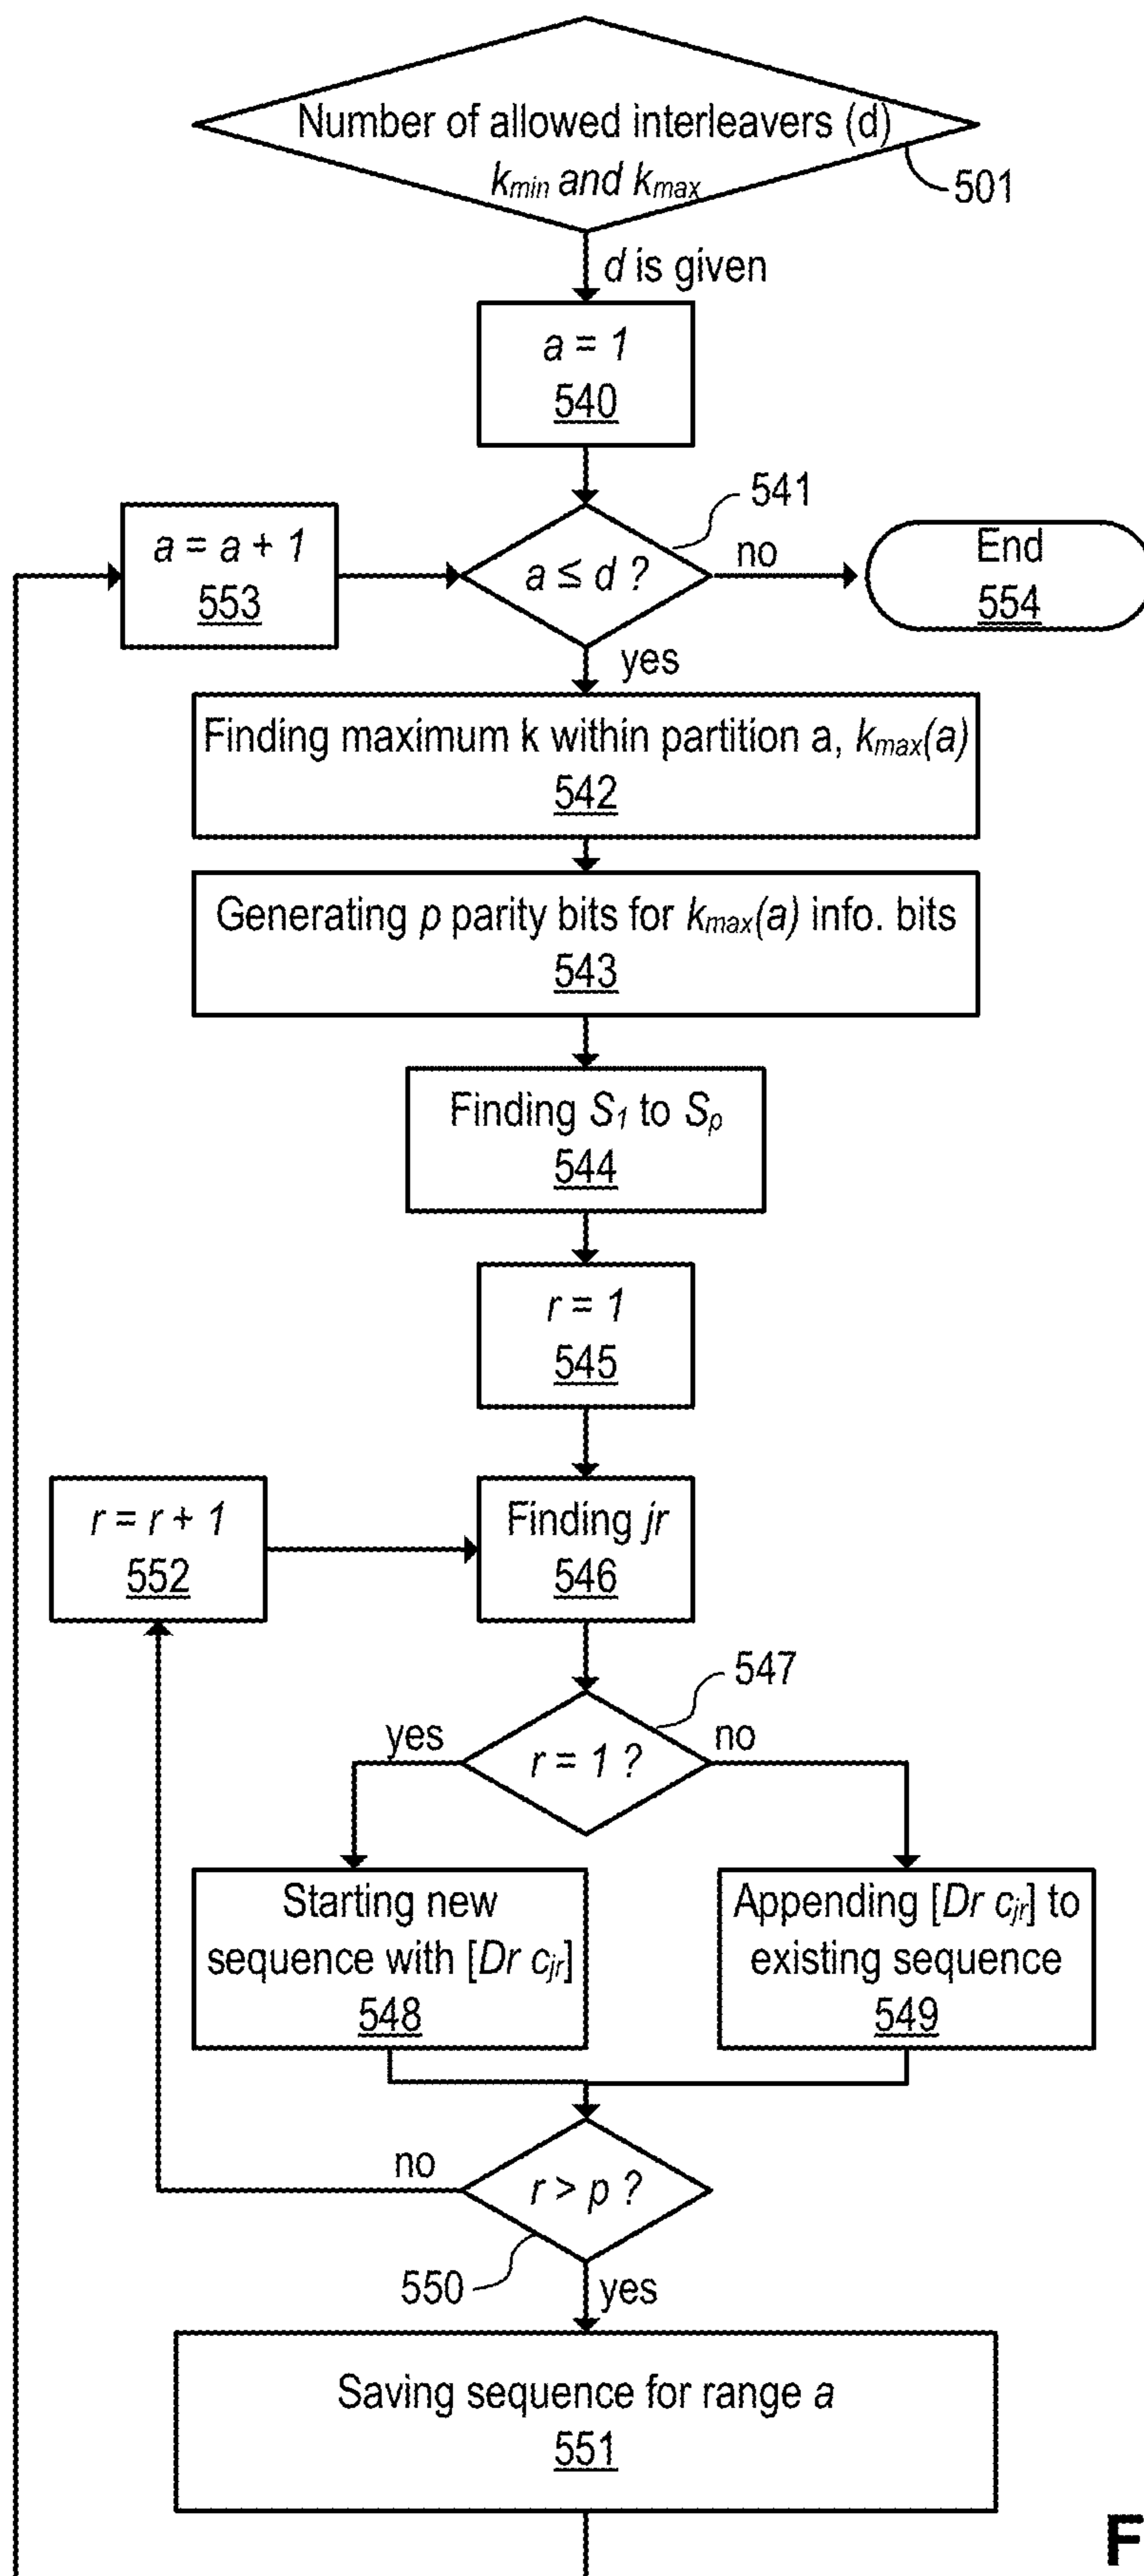 Number of allowed interleavers (d)
kmin and kmax
501
d is given
a = 1
540
541
a = a + 1
553
a ≤ d ?
no
End
554
yes
Finding maximum k within partition a, kmax(a)
542
Generating p parity bits for kmax(a) info. bits
543
Finding S1 to Sp
544
r = 1
545
r = r + 1
552
Finding jr
546
547
yes
r = 1 ?
no
Starting new
sequence with [Dr cjr]
548
Appending [Dr cjr] to
existing sequence
549
no
r > p ?
550
yes
Saving sequence for range a
551
F